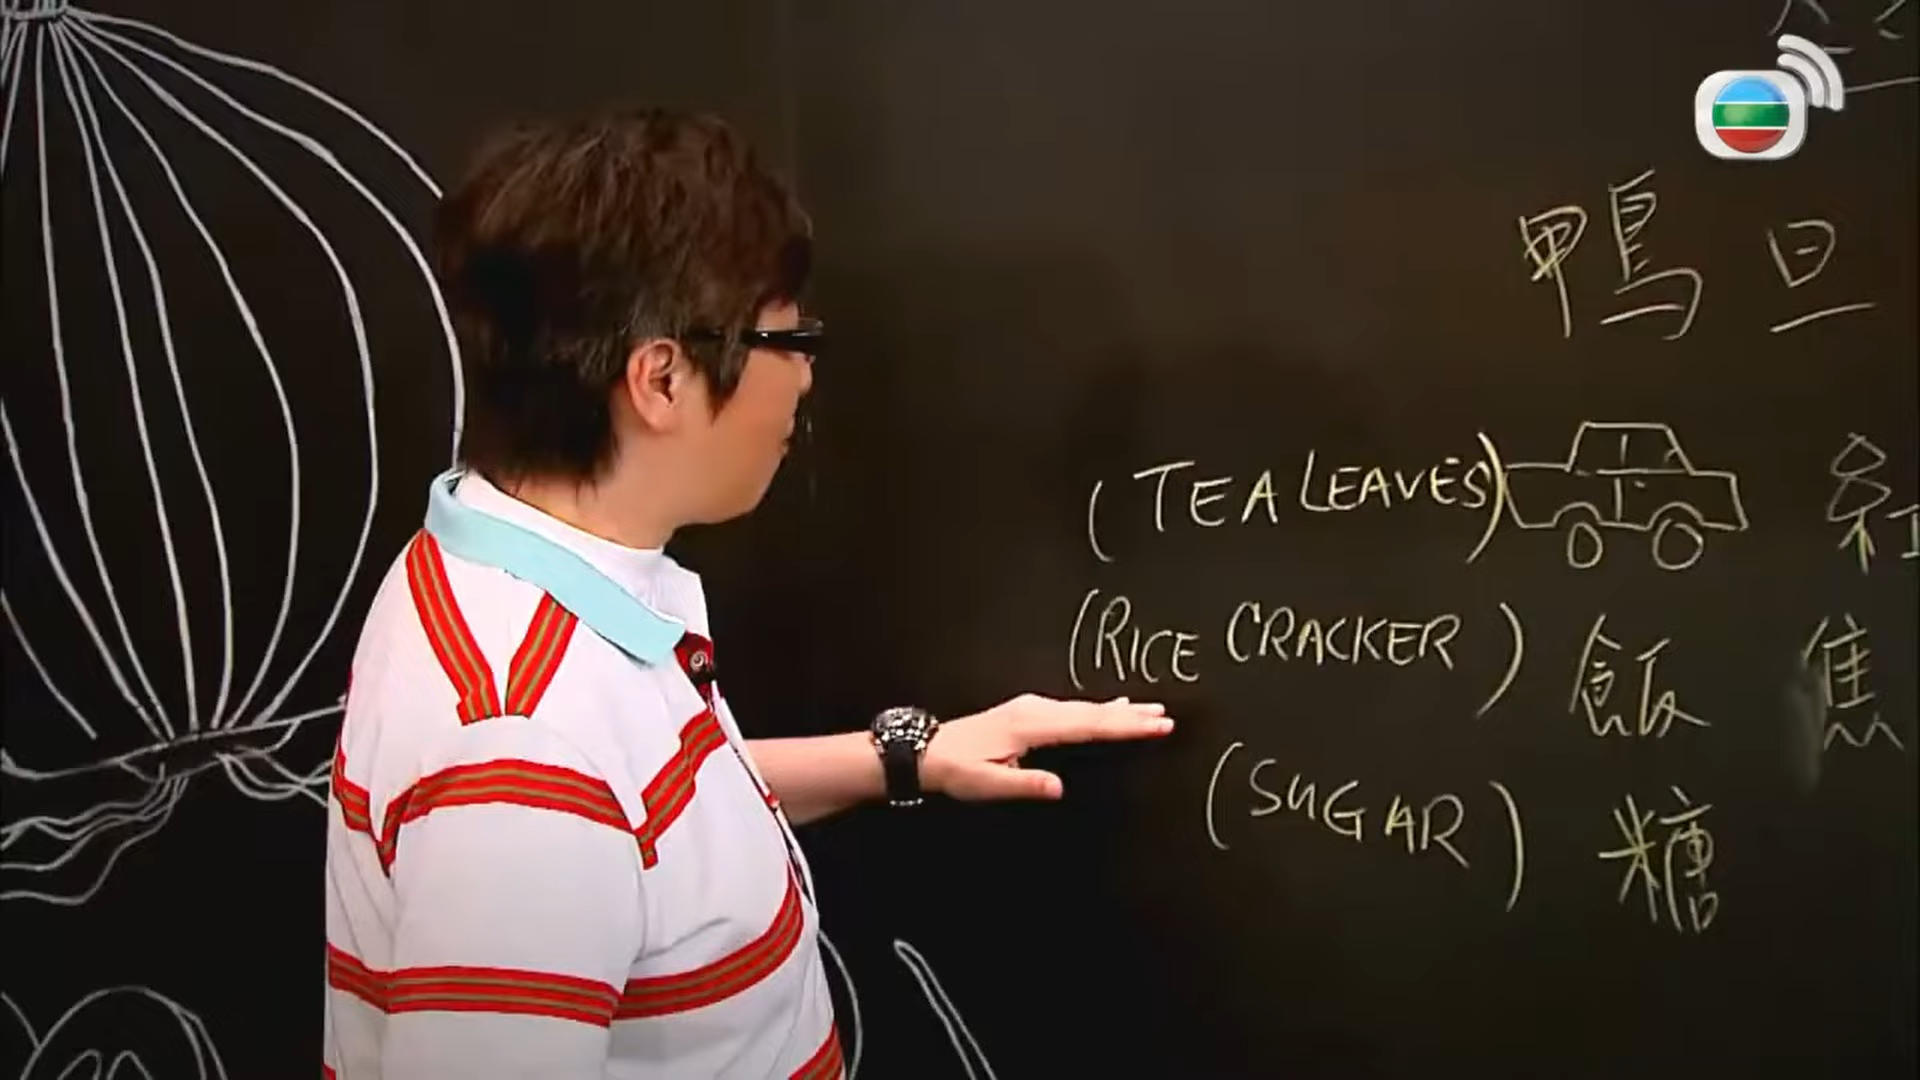 鴨 旦
(TEA LEAVES) 紅
(RICE CRACKER) 飯焦
(SUGAR) 糖